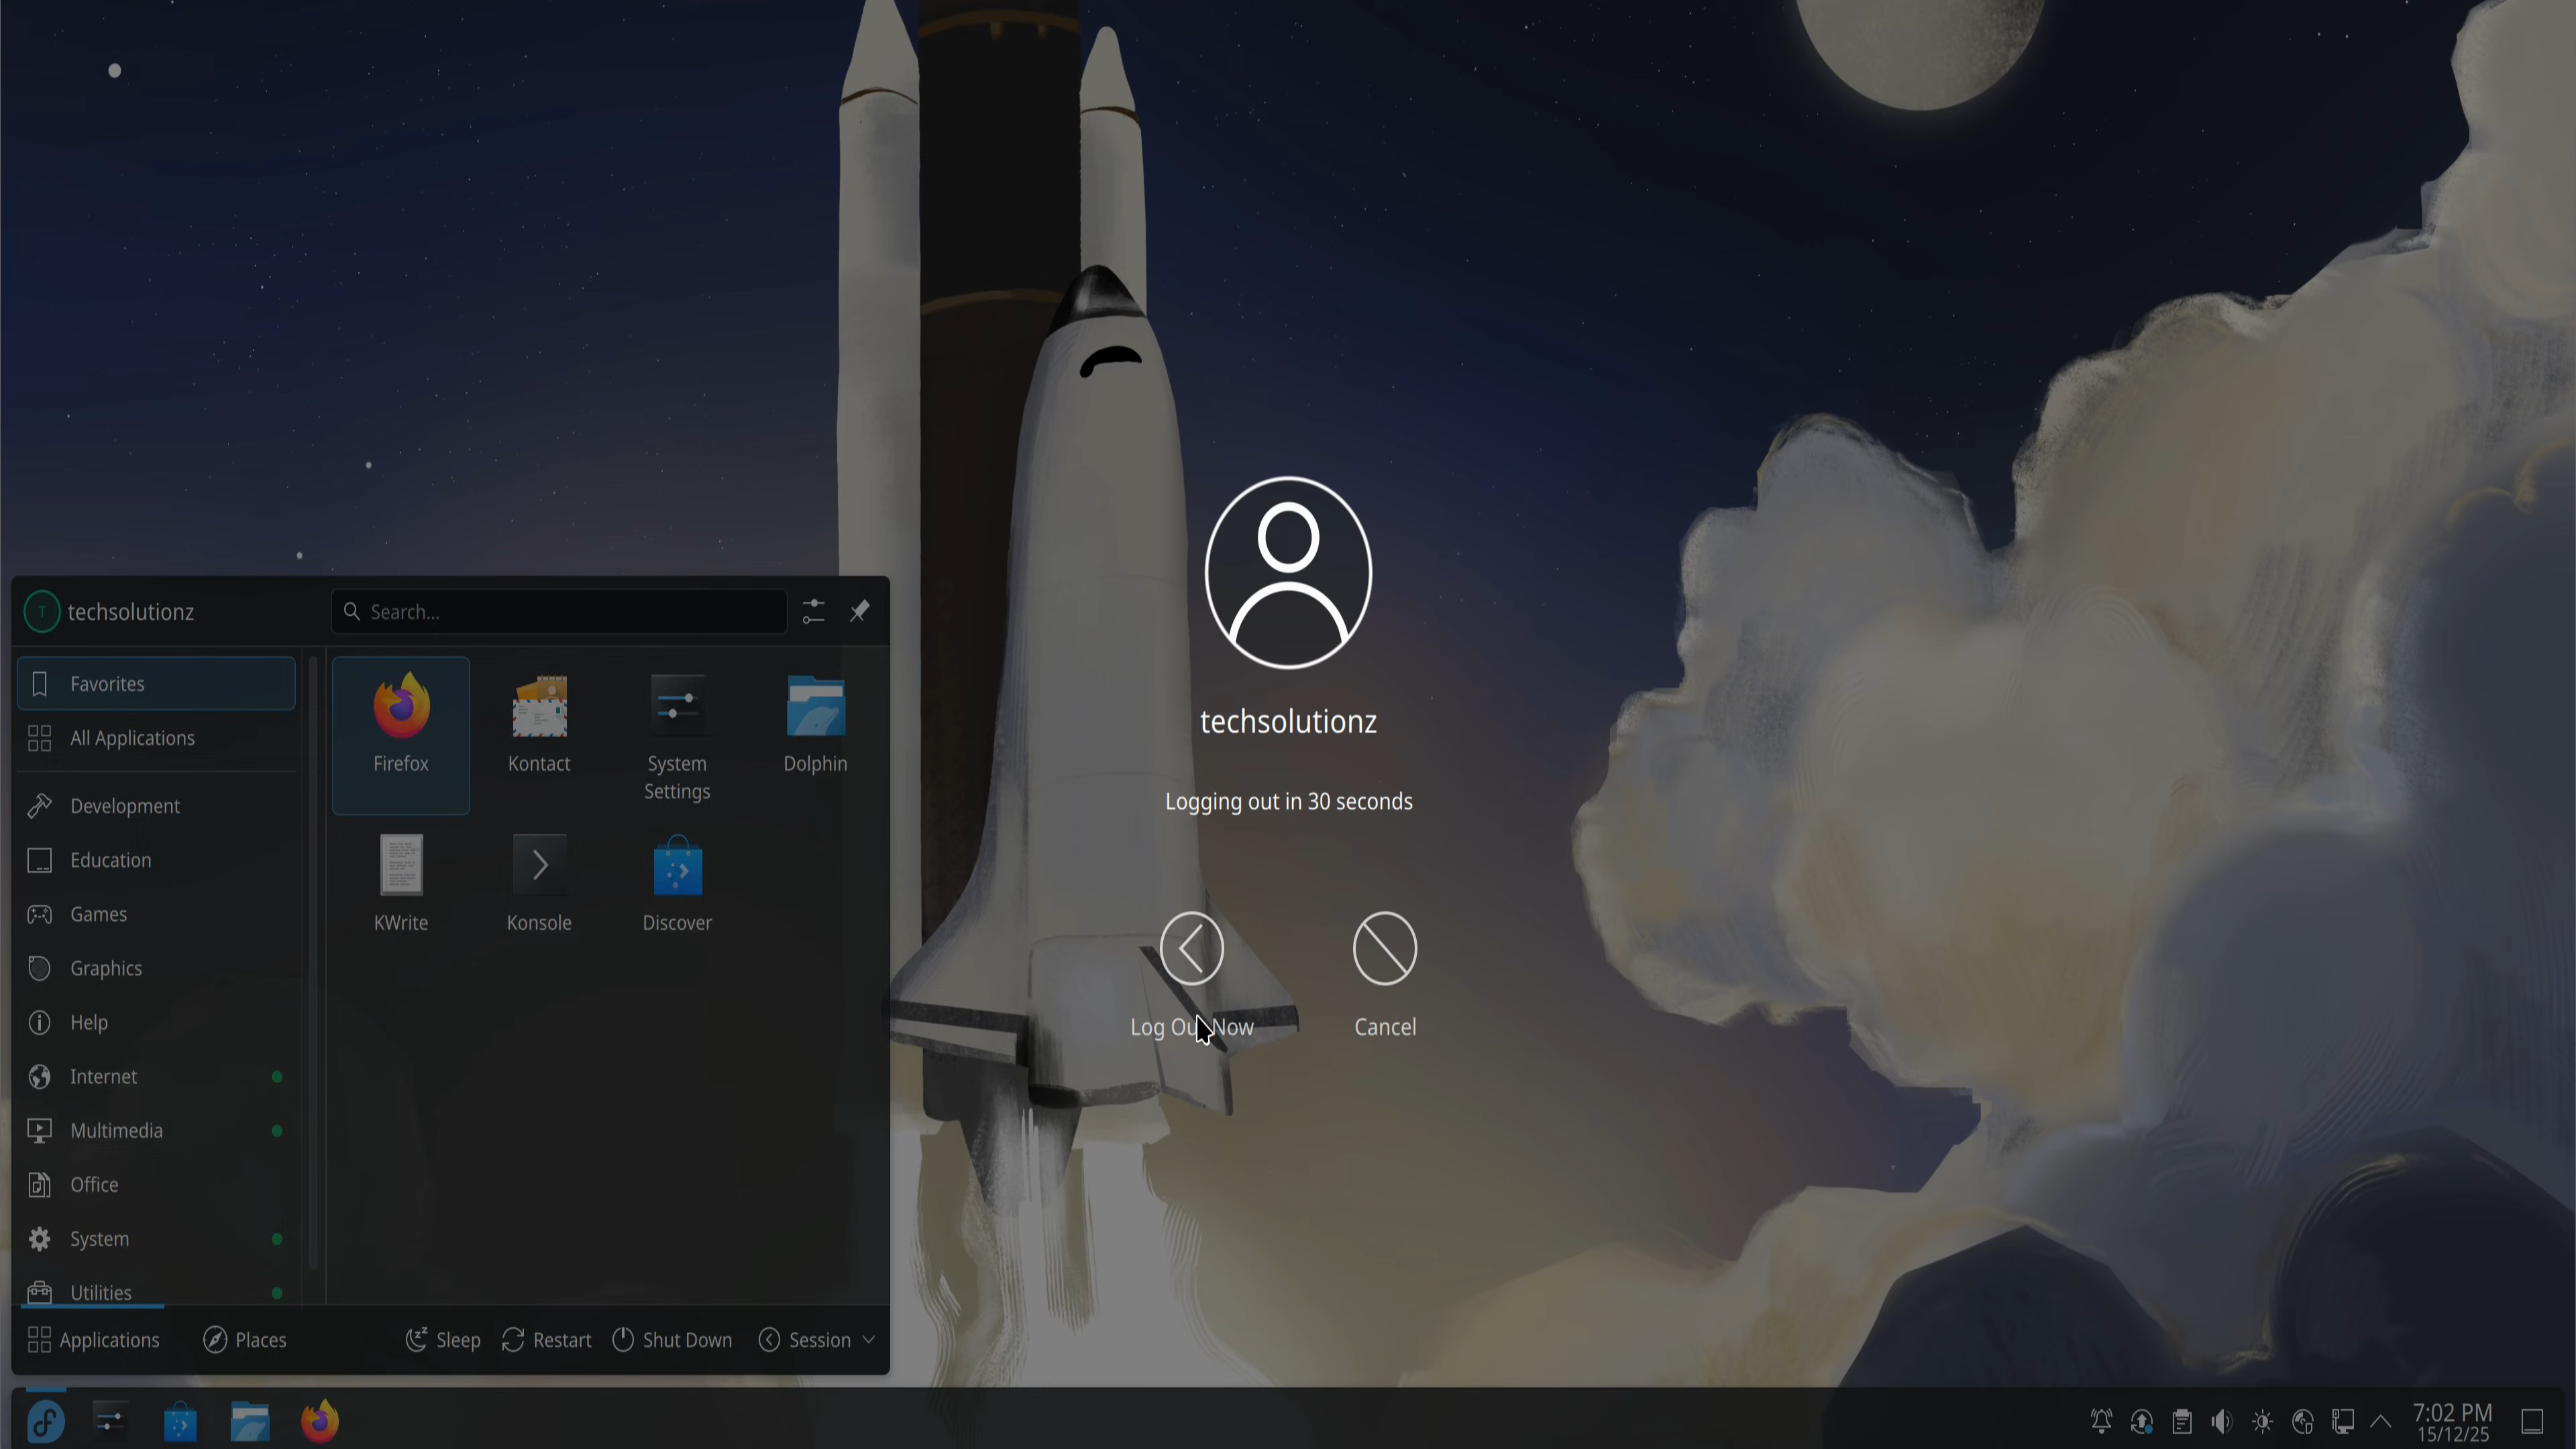 techsolutionz
Search...
Favorites
All Applications
Development
Education
Games
Graphics
Help
Internet
Multimedia
Office
System
Utilities
Firefox
Kontact
System
Settings
Dolphin
KWrite
Konsole
Discover
Applications
Places
Sleep
Restart
Shut Down
Session
techsolutionz
Logging out in 30 seconds
Log Out Now
Cancel
7:02 PM
15/12/25